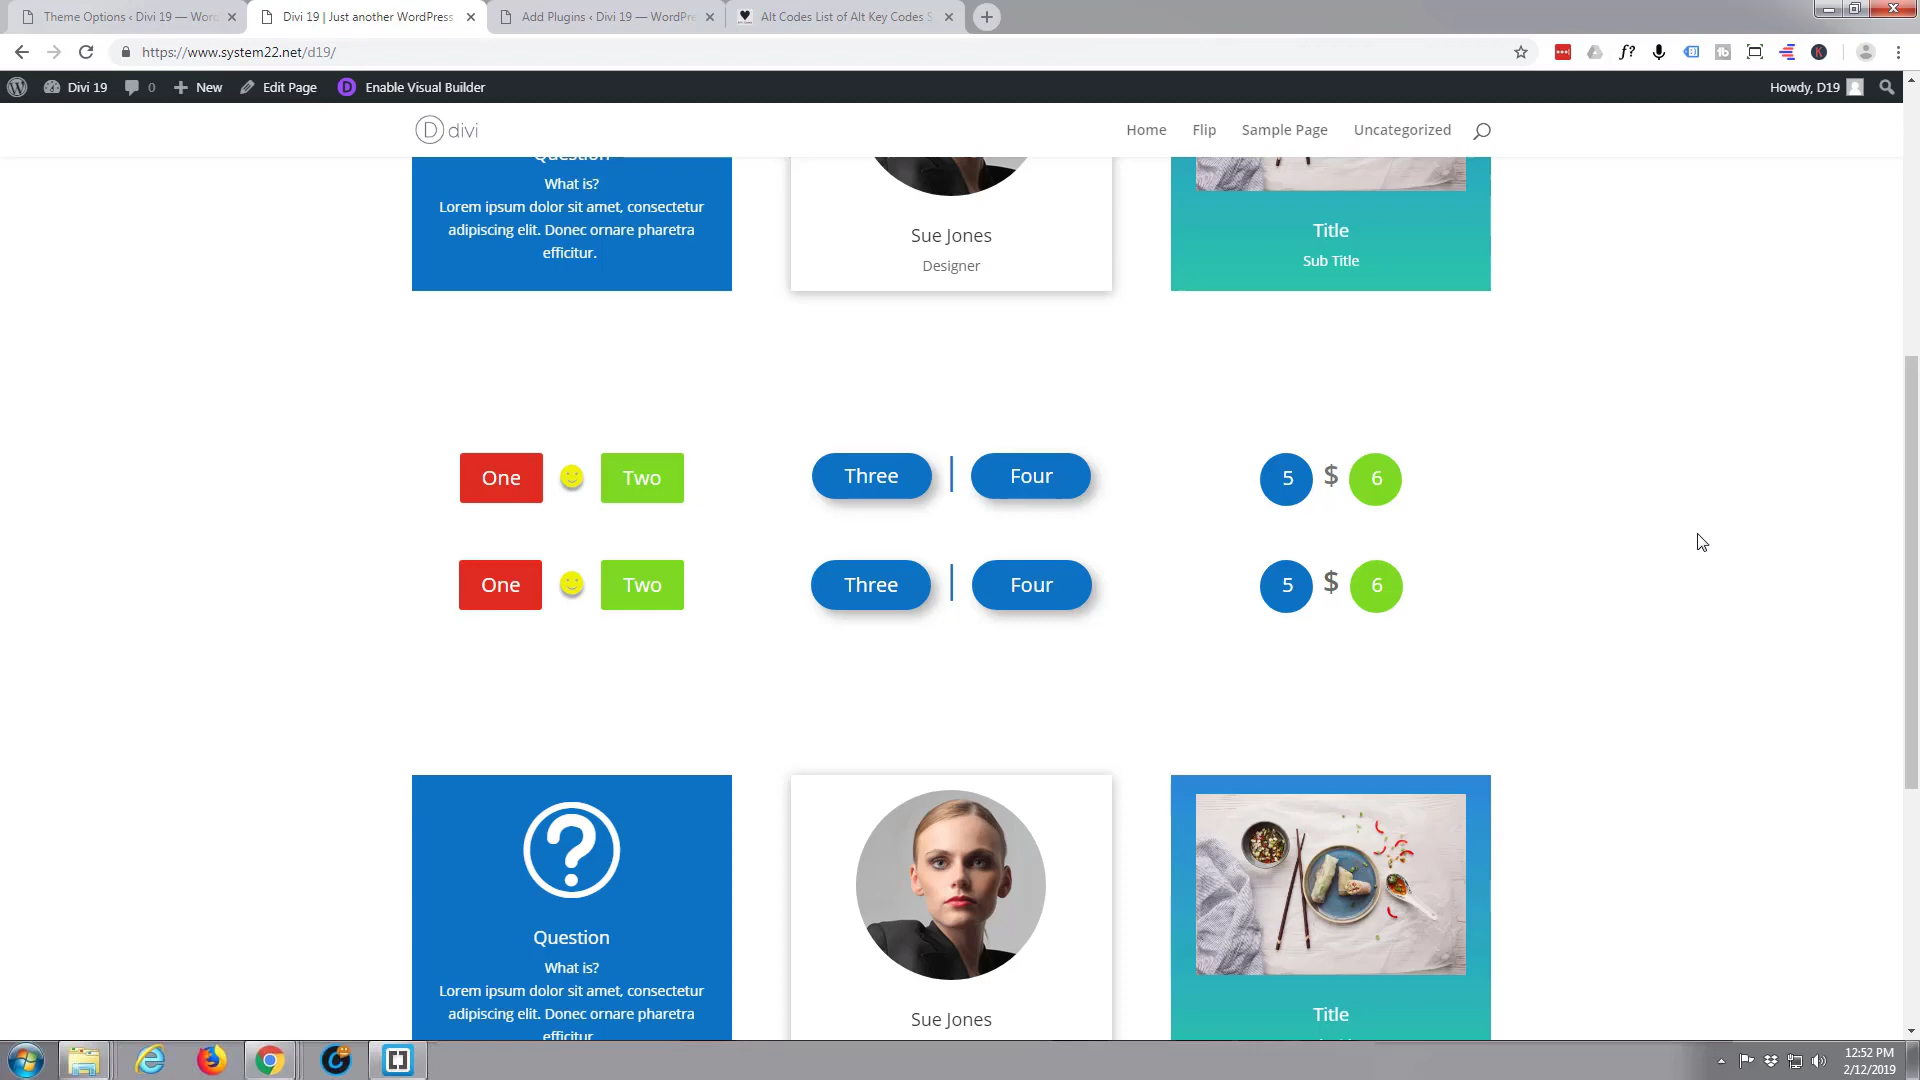 Theme Options ‹ Divi 19 — Wor
Divi 19 | Just another WordPress
Add Plugins ‹ Divi 19 — WordPre
Alt Codes List of Alt Key Codes S
https://www.system22.net/d19/
Divi 19
0
New
Edit Page
Enable Visual Builder
Howdy, D19
D divi
Home
Flip
Sample Page
Uncategorized
Question
What is?
Lorem ipsum dolor sit amet, consectetur
adipiscing elit. Donec ornare pharetra
efficitur.
Sue Jones
Designer
Title
Sub Title
One
Two
Three
|
Four
5
$
6
One
Two
Three
|
Four
5
$
6
Question
What is?
Lorem ipsum dolor sit amet, consectetur
adipiscing elit. Donec ornare pharetra
efficitur
Sue Jones
Title
12:52 PM
2/12/2019